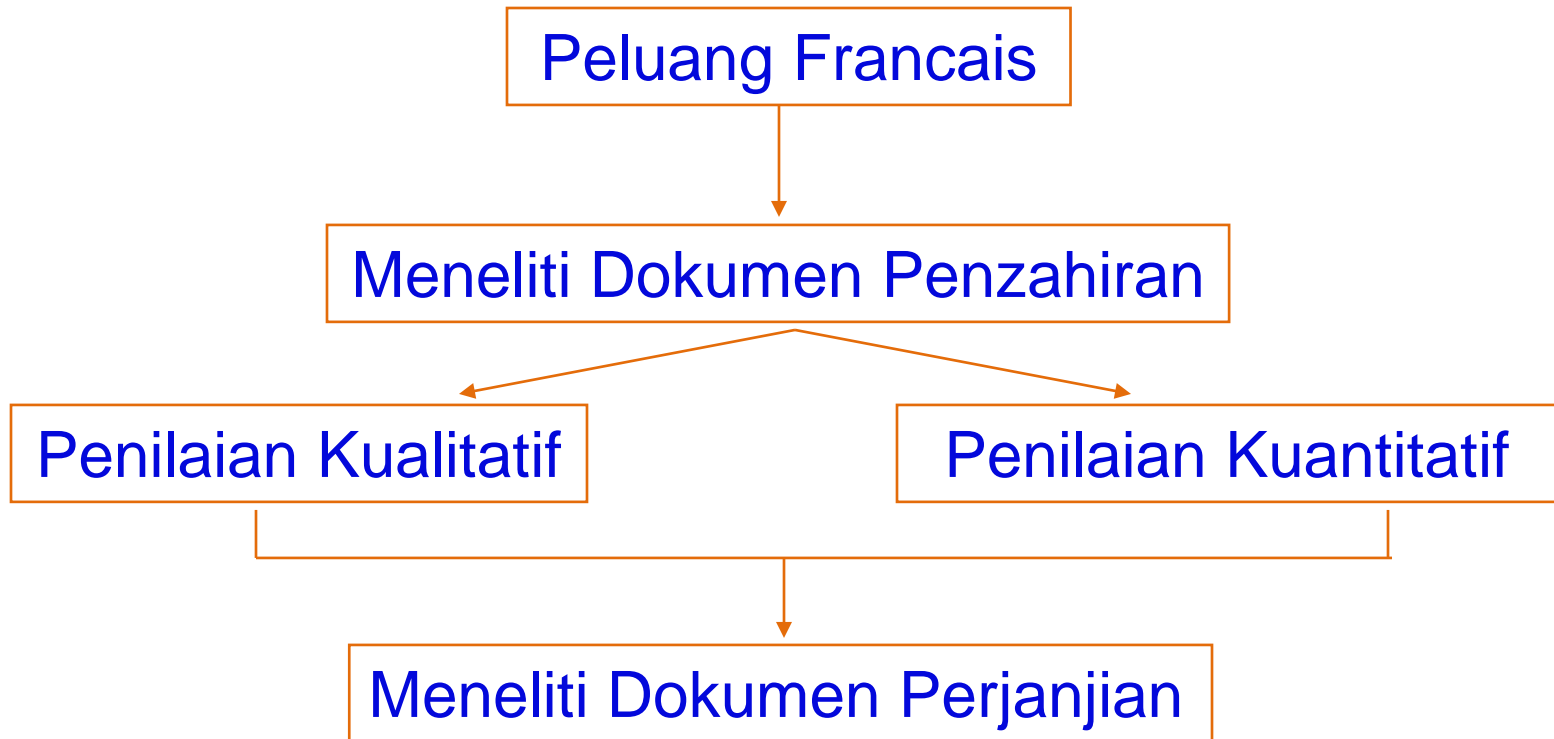 Peluang Francais
Meneliti Dokumen Penzahiran
Penilaian Kualitatif
Penilaian Kuantitatif
Meneliti Dokumen Perjanjian